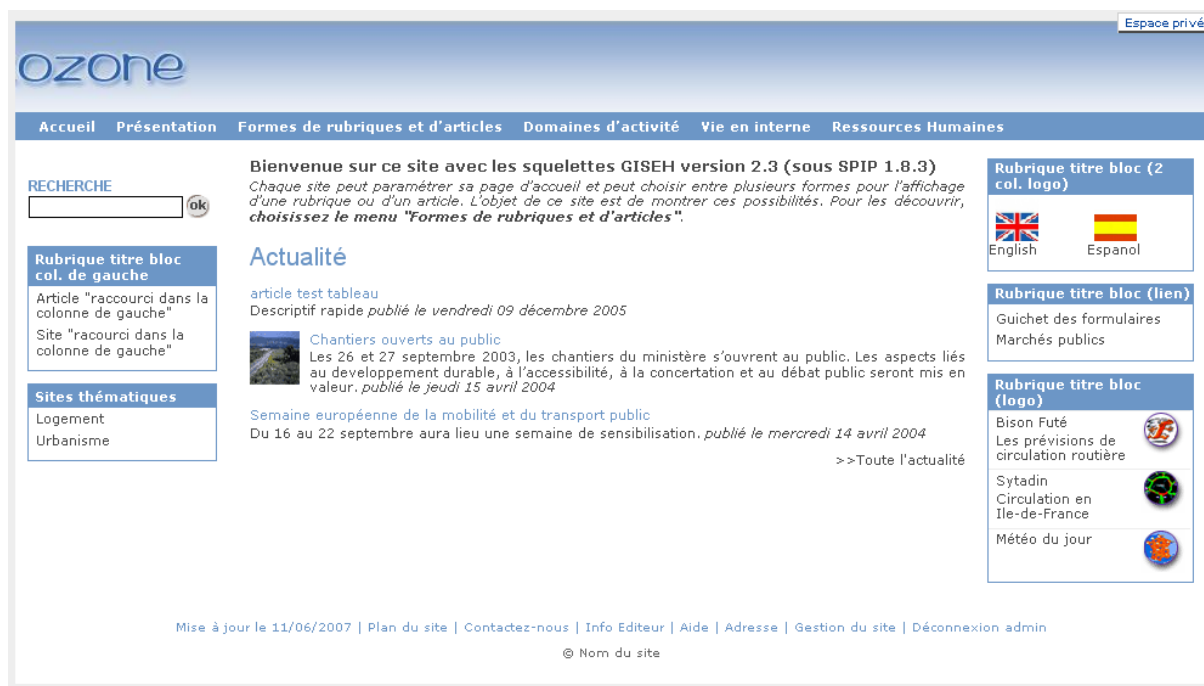 Espace privé
ozone
Accueil Présentation Formes de rubriques et d'articles Domaines d'activité Vie en interne Ressources Humaines
RECHERCHE
ok
Rubrique titre bloc
col. de gauche
Article "raccourci dans la
colonne de gauche"
Site "racourci dans la
colonne de gauche"
Sites thématiques
Logement
Urbanisme
Bienvenue sur ce site avec les squelettes GISEH version 2.3 (sous SPIP 1.8.3)
Chaque site peut paramétrer sa page d'accueil et peut choisir entre plusieurs formes pour l'affichage
d'une rubrique ou d'un article. L'objet de ce site est de montrer ces possibilités. Pour les découvrir,
choisissez le menu "Formes de rubriques et d'articles".
Actualité
article test tableau
Descriptif rapide publié le vendredi 09 décembre 2005
Chantiers ouverts au public
Les 26 et 27 septembre 2003, les chantiers du ministère s'ouvrent au public. Les aspects liés
au developpement durable, à l'accessibilité, à la concertation et au débat public seront mis en
valeur. publié le jeudi 15 avril 2004
Semaine européenne de la mobilité et du transport public
Du 16 au 22 septembre aura lieu une semaine de sensibilisation. publié le mercredi 14 avril 2004
>>Toute l'actualité
Rubrique titre bloc (2
col. logo)
English Espanol
Rubrique titre bloc (lien)
Guichet des formulaires
Marchés publics
Rubrique titre bloc
(logo)
Bison Futé
Les prévisions de
circulation routière
Sytadin
Circulation en
Ile-de-France
Météo du jour
Mise à jour le 11/06/2007 | Plan du site | Contactez-nous | Info Editeur | Aide | Adresse | Gestion du site | Déconnexion admin
© Nom du site